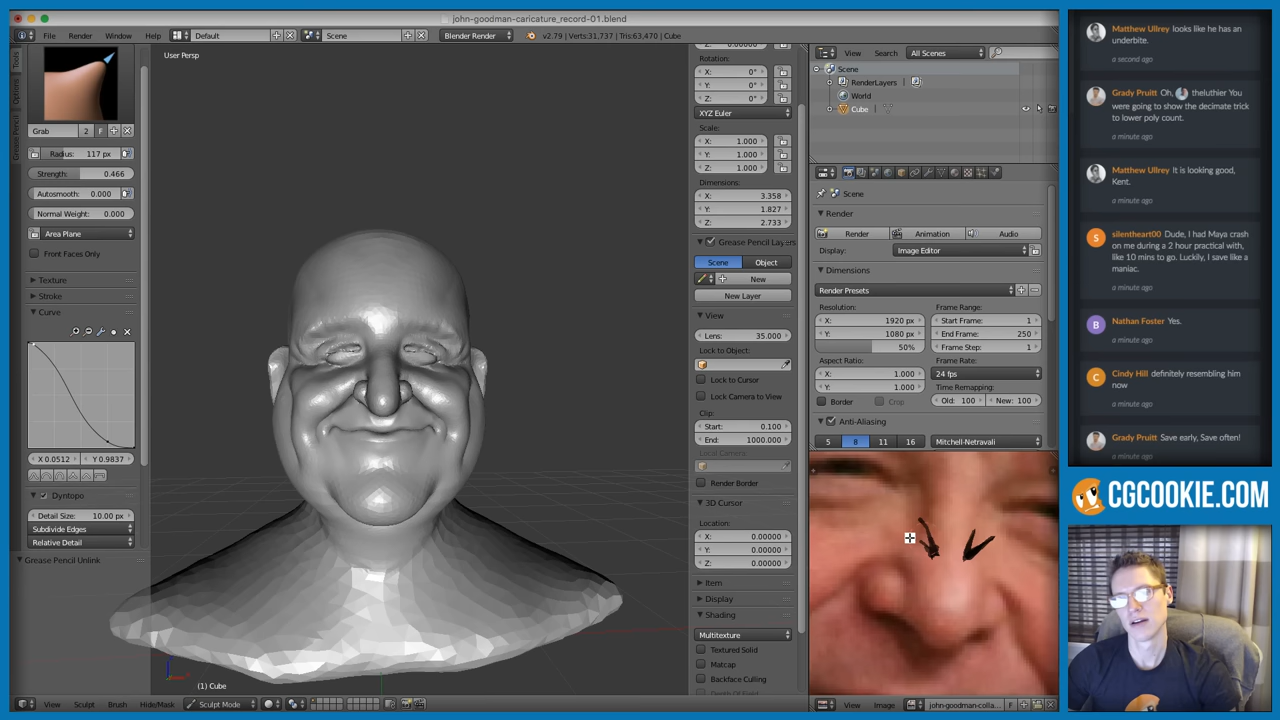 john-goodman-caricature_record-01.blend
File Render Window Help Default Scene Blender Render v2.79 | Verts:31,737 | Tris:63,470 | Cube
Tools
Options
Grease Pencil
Grab 2 F
Radius: 117 px
Strength: 0.466
Autosmooth: 0.000
Normal Weight: 0.000
Area Plane
Front Faces Only
Texture
Stroke
Curve
X 0.0512 Y 0.9837
Dyntopo
Detail Size: 10.00 px
Subdivide Edges
Relative Detail
Grease Pencil Unlink
User Persp
(1) Cube
View Sculpt Brush Hide/Mask Sculpt Mode
Rotation:
X: 0°
Y: 0°
Z: 0°
XYZ Euler
Scale:
X: 1.000
Y: 1.000
Z: 1.000
Dimensions:
X: 3.358
Y: 1.827
Z: 2.733
Grease Pencil Layers
Scene Object
New
New Layer
View
Lens: 35.000
Lock to Object:
Lock to Cursor
Lock Camera to View
Clip:
Start: 0.100
End: 1000.000
Local Camera:
Render Border
3D Cursor
Location:
X: 0.00000
Y: 0.00000
Z: 0.00000
Item
Display
Shading
Multitexture
Textured Solid
Matcap
Backface Culling
View Search All Scenes
Scene
RenderLayers
World
Cube
Scene
Render
Render Animation Audio
Display: Image Editor
Dimensions
Render Presets
Resolution: Frame Range:
X: 1920 px Start Frame: 1
Y: 1080 px End Frame: 250
50% Frame Step: 1
Aspect Ratio: Frame Rate:
X: 1.000 24 fps
Y: 1.000 Time Remapping:
Border Crop Old: 100 New: 100
Anti-Aliasing
5 8 11 16 Mitchell-Netravali
View Image john-goodman-colla... F
Matthew Ullrey looks like he has an
underbite.
a second ago
Grady Pruitt Oh, theluthier You
were going to show the decimate trick
to lower poly count.
a minute ago
Matthew Ullrey It is looking good,
Kent.
a minute ago
S silentheart00 Dude, I had Maya crash
on me during a 2 hour practical with,
like 10 mins to go. Luckily, I save like a
maniac.
a minute ago
B Nathan Foster Yes.
a minute ago
C Cindy Hill definitely resembling him
now
a minute ago
Grady Pruitt Save early, Save often!
a minute ago
CGCOOKIE.COM